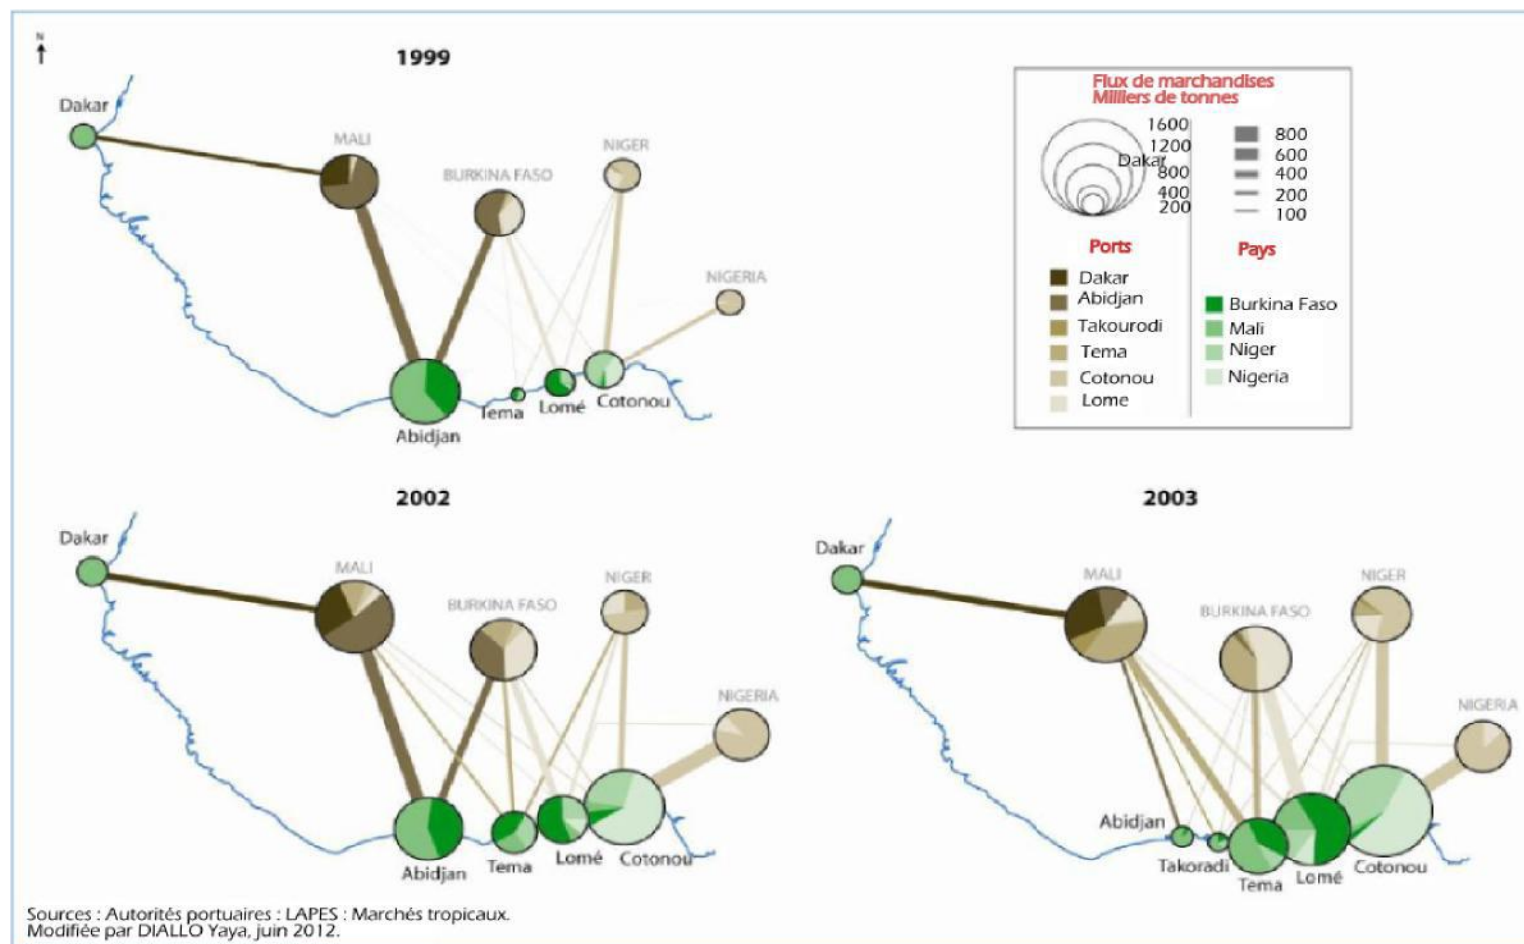 N
1999
Dakar
MALI
BURKINA FASO
NIGER
NIGERIA
Abidjan
Tema
Lomé
Cotonou
Flux de marchandises
Milliers de tonnes
1600
1200
Dakar
800
400
200
800
600
400
200
100
Ports
Dakar
Abidjan
Takourodi
Tema
Cotonou
Lome
Pays
Burkina Faso
Mali
Niger
Nigeria
2002
Dakar
MALI
BURKINA FASO
NIGER
NIGERIA
Abidjan
Tema
Lomé
Cotonou
2003
Dakar
MALI
BURKINA FASO
NIGER
NIGERIA
Abidjan
Takoradi
Tema
Lomé
Cotonou
Sources : Autorités portuaires : LAPES : Marchés tropicaux.
Modifiée par DIALLO Yaya, juin 2012.